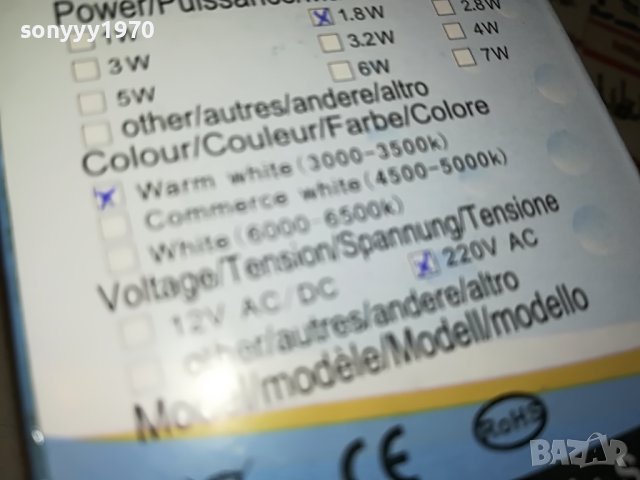 sonyyy1970
Power/Puissance
1W 1.8W 2.8W
3W 3.2W 4W
5W 6W 7W
other/autres/andere/altro
Colour/Couleur/Farbe/Colore
Warm white(3000-3500k)
Commerce white(4500-5000k)
White(6000-6500k)
Voltage/Tension/Spannung/Tensione
12V AC/DC 220V AC
other/autres/andere/altro
Model/modèle/Modell/modello
CE RoHS
BAZAR